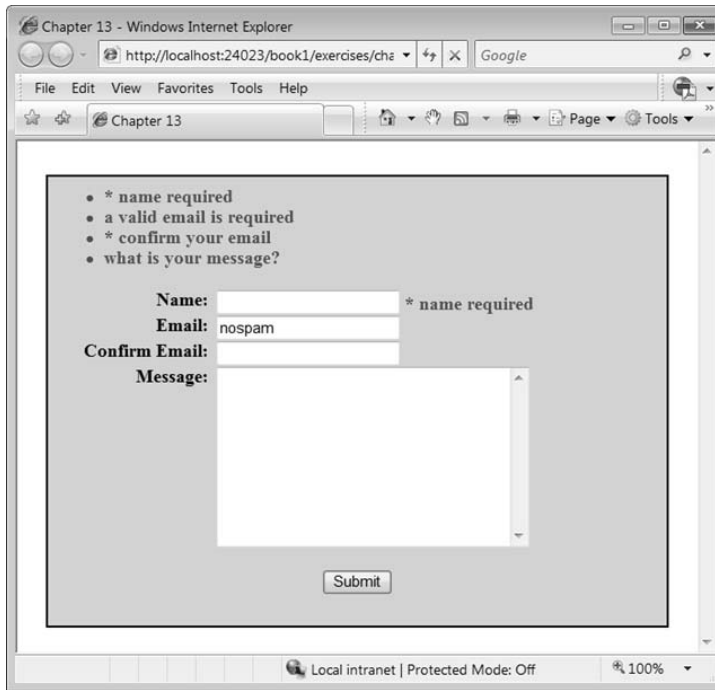 Chapter 13 - Windows Internet Explorer
http://localhost:24023/book1/exercises/cha
Google
File Edit View Favorites Tools Help
Chapter 13
Page Tools
* name required
a valid email is required
* confirm your email
what is your message?
Name: * name required
Email: nospam
Confirm Email:
Message:
Submit
Local intranet | Protected Mode: Off 100%